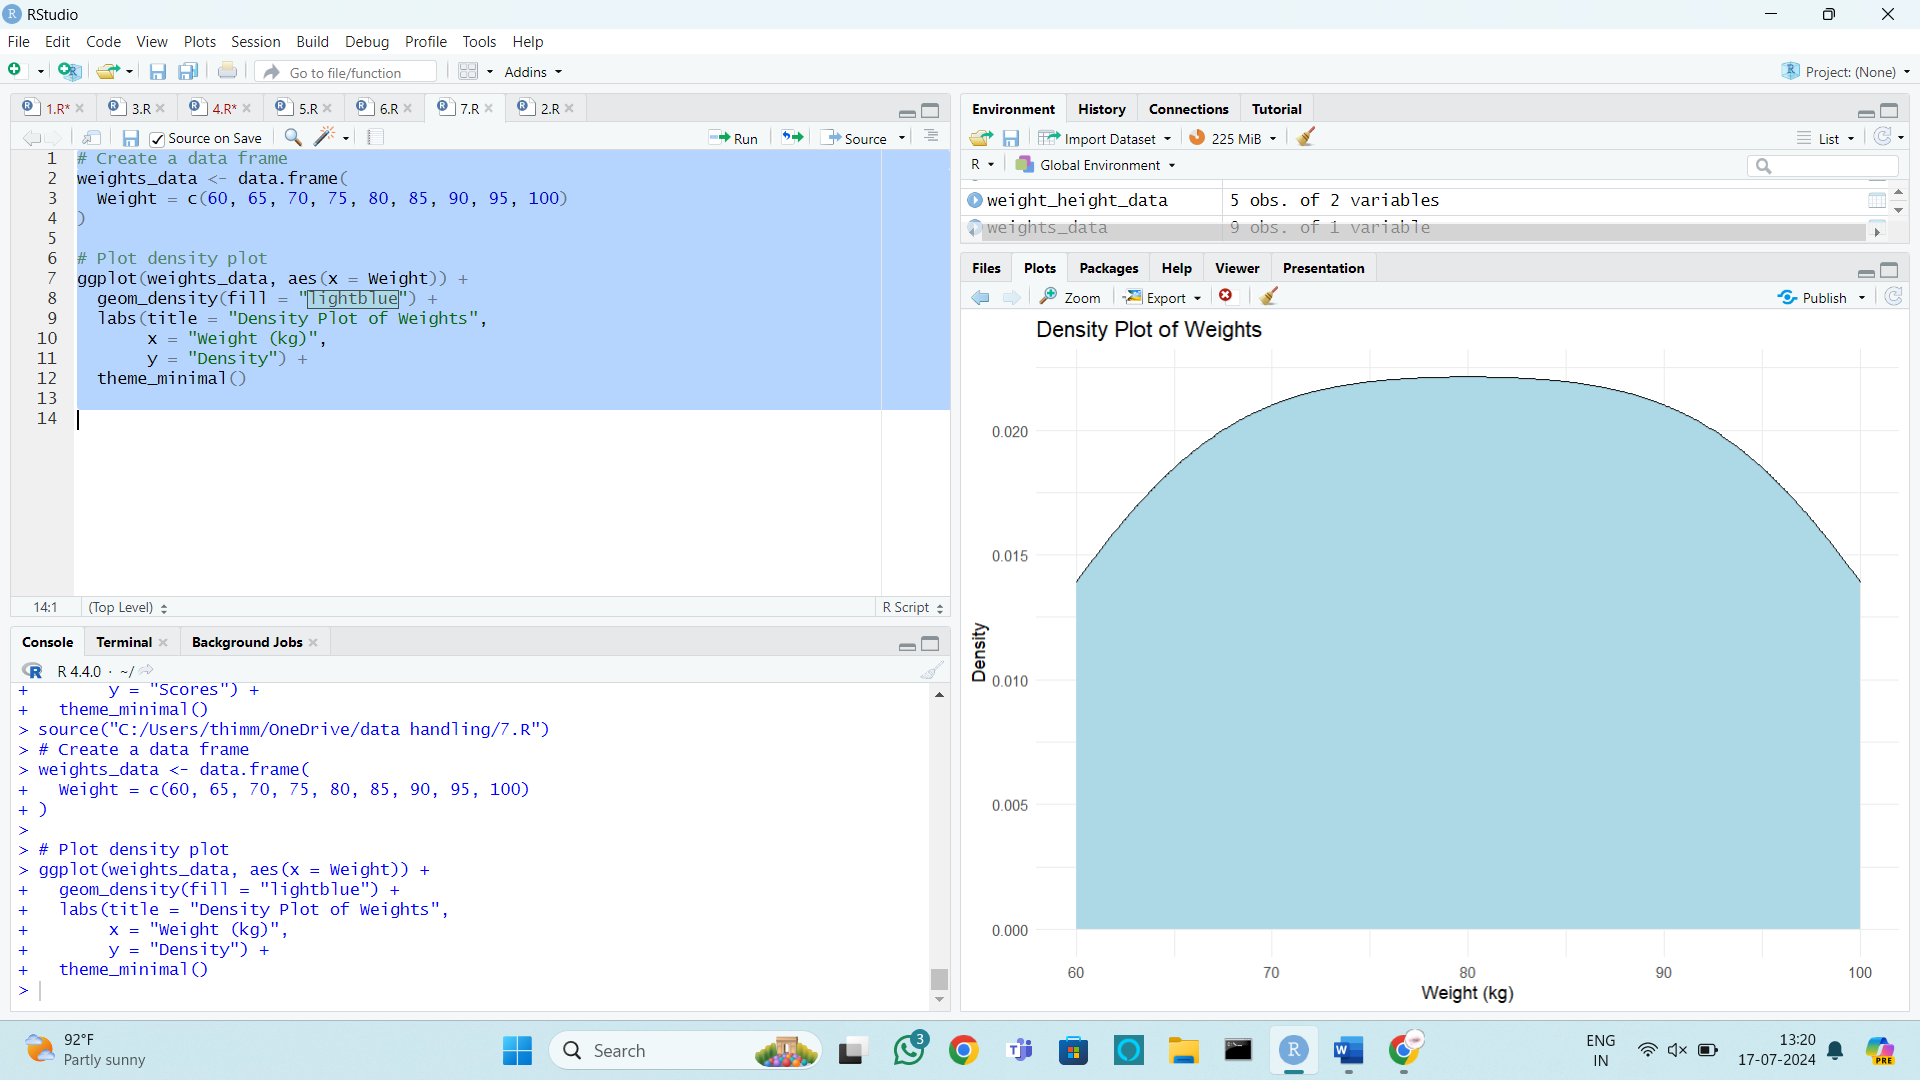 RStudio
File Edit Code View Plots Session Build Debug Profile Tools Help
Go to file/function Addins Project: (None)
1.R* 3.R 4.R* 5.R 6.R 7.R 2.R
Source on Save Run Source
1 # Create a data frame
2 weights_data <- data.frame(
3 Weight = c(60, 65, 70, 75, 80, 85, 90, 95, 100)
4 )
5
6 # Plot density plot
7 ggplot(weights_data, aes(x = Weight)) +
8 geom_density(fill = "lightblue") +
9 labs(title = "Density Plot of Weights",
10 x = "Weight (kg)",
11 y = "Density") +
12 theme_minimal()
13
14
14:1 (Top Level) R Script
Console Terminal Background Jobs
R 4.4.0 · ~/
+ y = "Scores") +
+ theme_minimal()
> source("C:/Users/thimm/OneDrive/data handling/7.R")
> # Create a data frame
> weights_data <- data.frame(
+ Weight = c(60, 65, 70, 75, 80, 85, 90, 95, 100)
+ )
>
> # Plot density plot
> ggplot(weights_data, aes(x = Weight)) +
+ geom_density(fill = "lightblue") +
+ labs(title = "Density Plot of Weights",
+ x = "Weight (kg)",
+ y = "Density") +
+ theme_minimal()
>
Environment History Connections Tutorial
Import Dataset 225 MiB List
R Global Environment
weight_height_data 5 obs. of 2 variables
weights_data 9 obs. of 1 variable
Files Plots Packages Help Viewer Presentation
Zoom Export Publish
Density Plot of Weights
0.020
0.015
0.010
0.005
0.000
Density
60 70 80 90 100
Weight (kg)
92°F
Partly sunny
Search
3
ENG
IN
13:20
17-07-2024
PRE